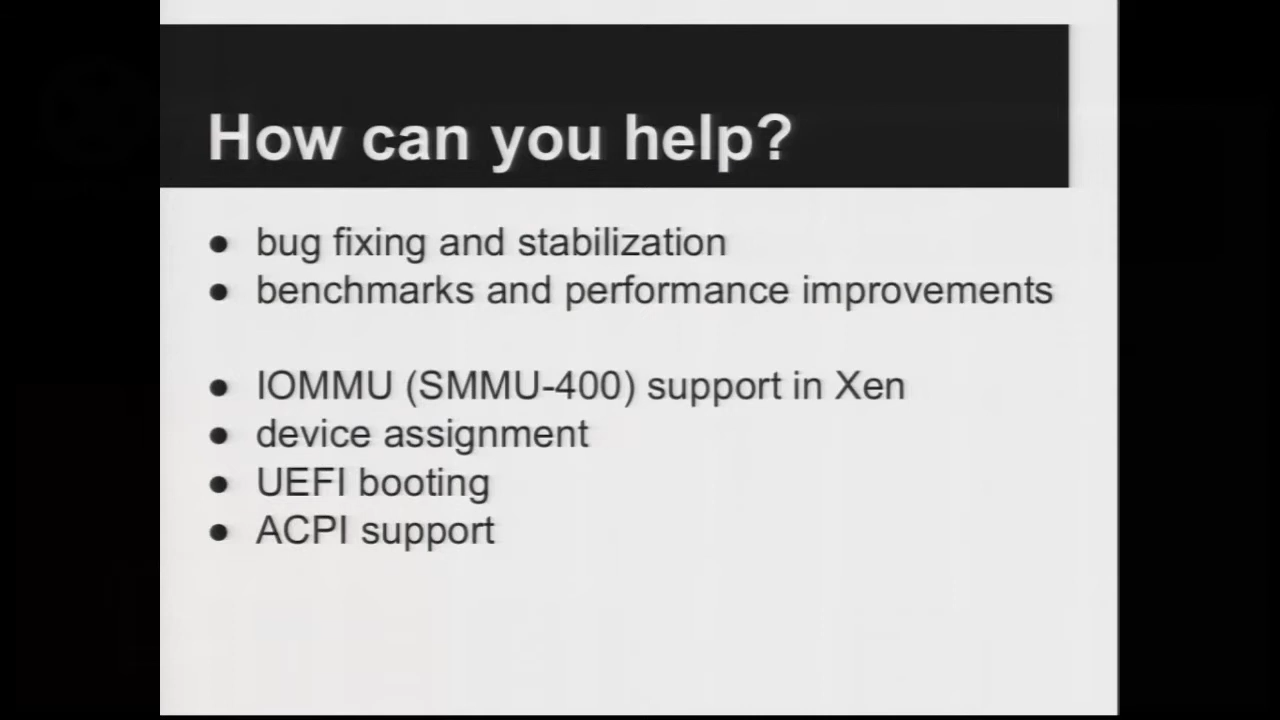 How can you help?
● bug fixing and stabilization
● benchmarks and performance improvements
● IOMMU (SMMU-400) support in Xen
● device assignment
● UEFI booting
● ACPI support